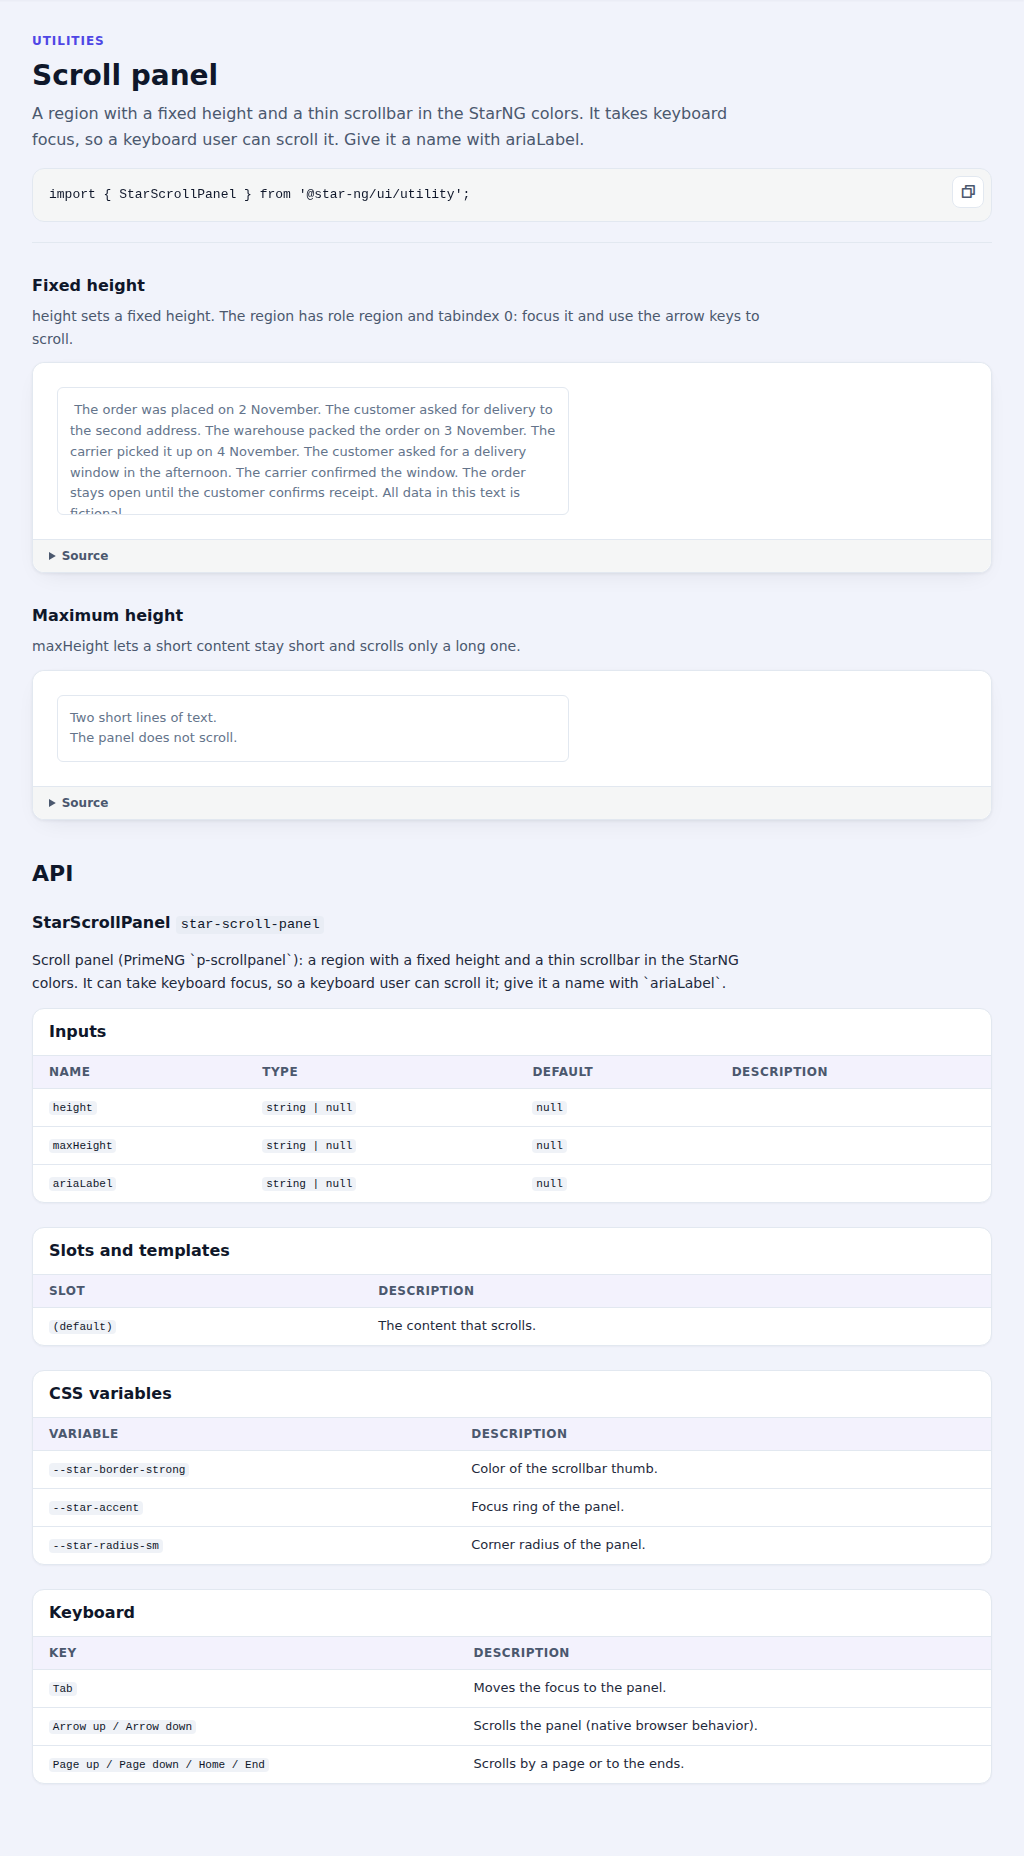 UTILITIES
Scroll panel
A region with a fixed height and a thin scrollbar in the StarNG colors. It takes keyboard
focus, so a keyboard user can scroll it. Give it a name with ariaLabel.
import { StarScrollPanel } from '@star-ng/ui/utility';
Fixed height
height sets a fixed height. The region has role region and tabindex 0: focus it and use the arrow keys to
scroll.
The order was placed on 2 November. The customer asked for delivery to
the second address. The warehouse packed the order on 3 November. The
carrier picked it up on 4 November. The customer asked for a delivery
window in the afternoon. The carrier confirmed the window. The order
stays open until the customer confirms receipt. All data in this text is
fictional.
Source
Maximum height
maxHeight lets a short content stay short and scrolls only a long one.
Two short lines of text.
The panel does not scroll.
Source
API
StarScrollPanel star-scroll-panel
Scroll panel (PrimeNG `p-scrollpanel`): a region with a fixed height and a thin scrollbar in the StarNG
colors. It can take keyboard focus, so a keyboard user can scroll it; give it a name with `ariaLabel`.
Inputs
NAME TYPE DEFAULT DESCRIPTION
height string | null null
maxHeight string | null null
ariaLabel string | null null
Slots and templates
SLOT DESCRIPTION
(default) The content that scrolls.
CSS variables
VARIABLE DESCRIPTION
--star-border-strong Color of the scrollbar thumb.
--star-accent Focus ring of the panel.
--star-radius-sm Corner radius of the panel.
Keyboard
KEY DESCRIPTION
Tab Moves the focus to the panel.
Arrow up / Arrow down Scrolls the panel (native browser behavior).
Page up / Page down / Home / End Scrolls by a page or to the ends.